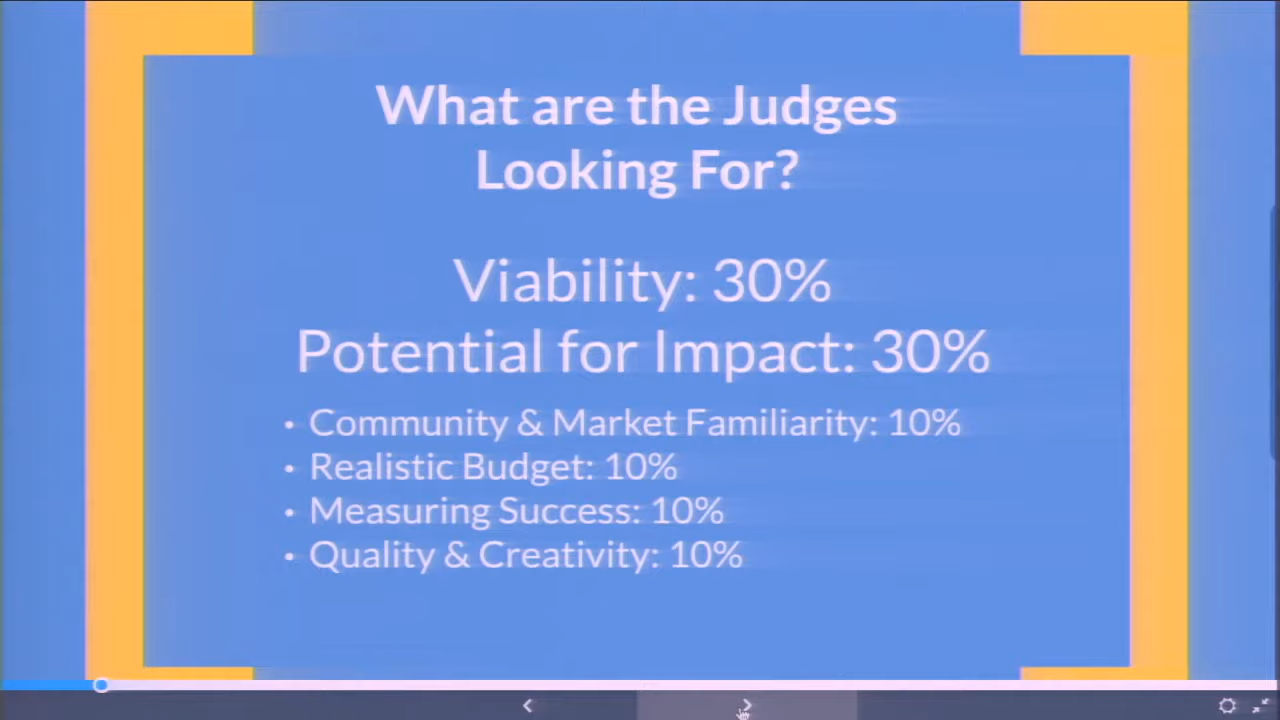 What are the Judges
Looking For?
Viability: 30%
Potential for Impact: 30%
• Community & Market Familiarity: 10%
• Realistic Budget: 10%
• Measuring Success: 10%
• Quality & Creativity: 10%